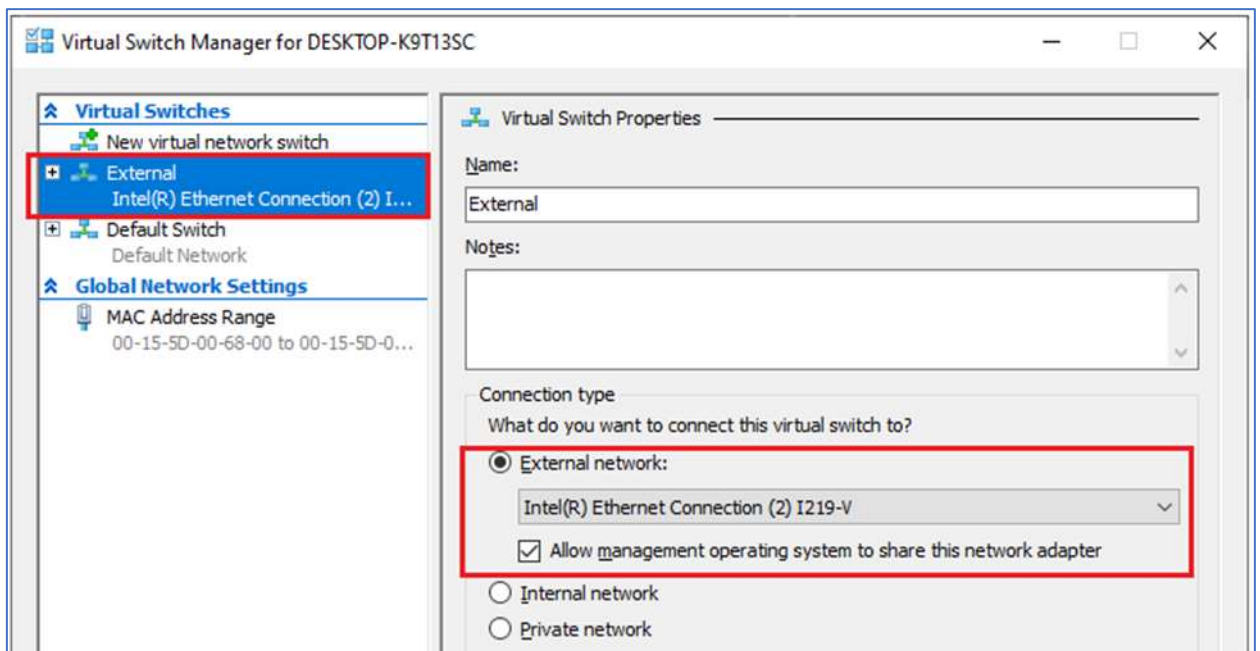 Virtual Switch Manager for DESKTOP-K9T13SC
Virtual Switches
New virtual network switch
External
Intel(R) Ethernet Connection (2) I...
Default Switch
Default Network
Global Network Settings
MAC Address Range
00-15-5D-00-68-00 to 00-15-5D-0...
Virtual Switch Properties
Name:
External
Notes:
Connection type
What do you want to connect this virtual switch to?
External network:
Intel(R) Ethernet Connection (2) I219-V
Allow management operating system to share this network adapter
Internal network
Private network